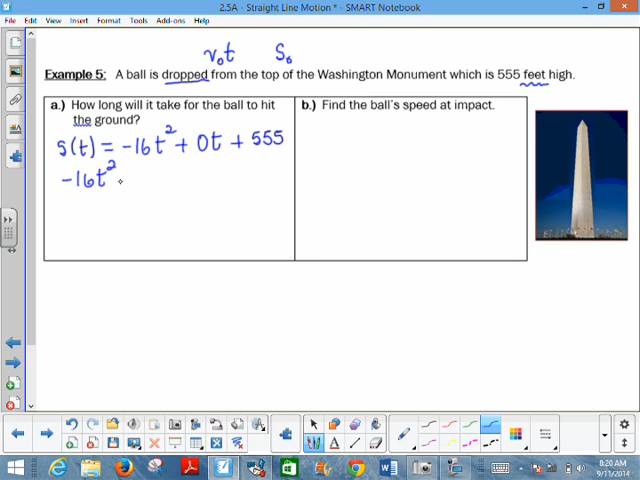 2.5A - Straight Line Motion * - SMART Notebook
File Edit View Insert Format Tools Add-ons Help
v₀t S₀
Example 5: A ball is dropped from the top of the Washington Monument which is 555 feet high.
a.) How long will it take for the ball to hit
the ground?
b.) Find the ball's speed at impact.
s(t) = -16t² + 0t + 555
-16t²
8:20 AM
9/11/2014